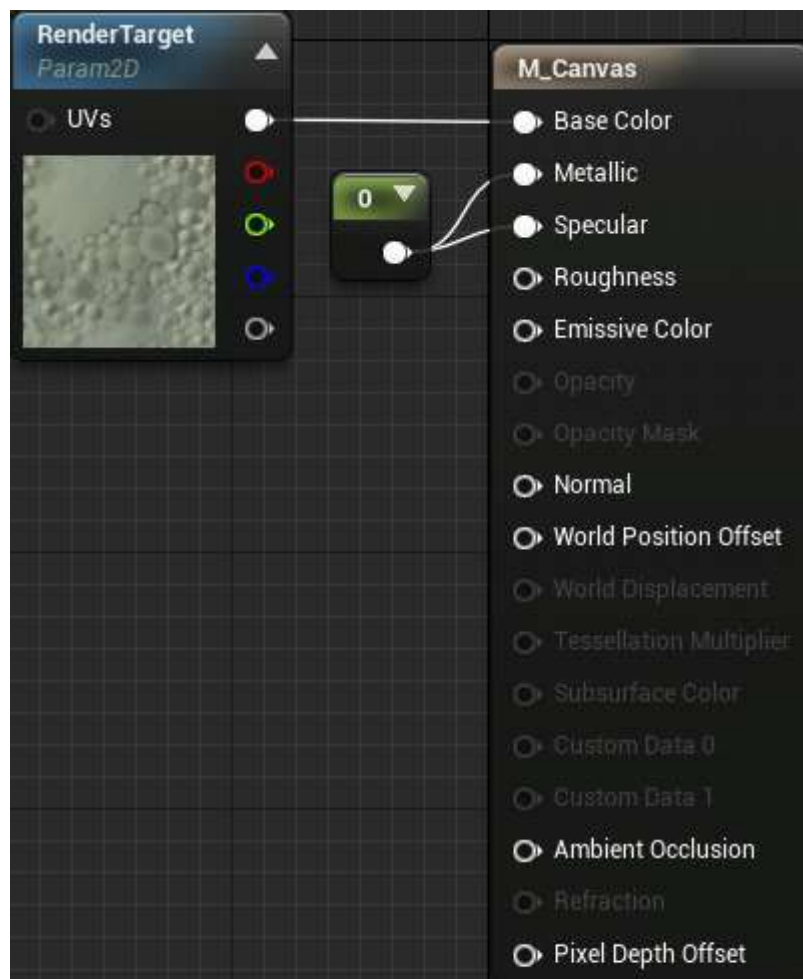 RenderTarget
Param2D
UVs
0
M_Canvas
Base Color
Metallic
Specular
Roughness
Emissive Color
Opacity
Opacity Mask
Normal
World Position Offset
World Displacement
Tessellation Multiplier
Subsurface Color
Custom Data 0
Custom Data 1
Ambient Occlusion
Refraction
Pixel Depth Offset